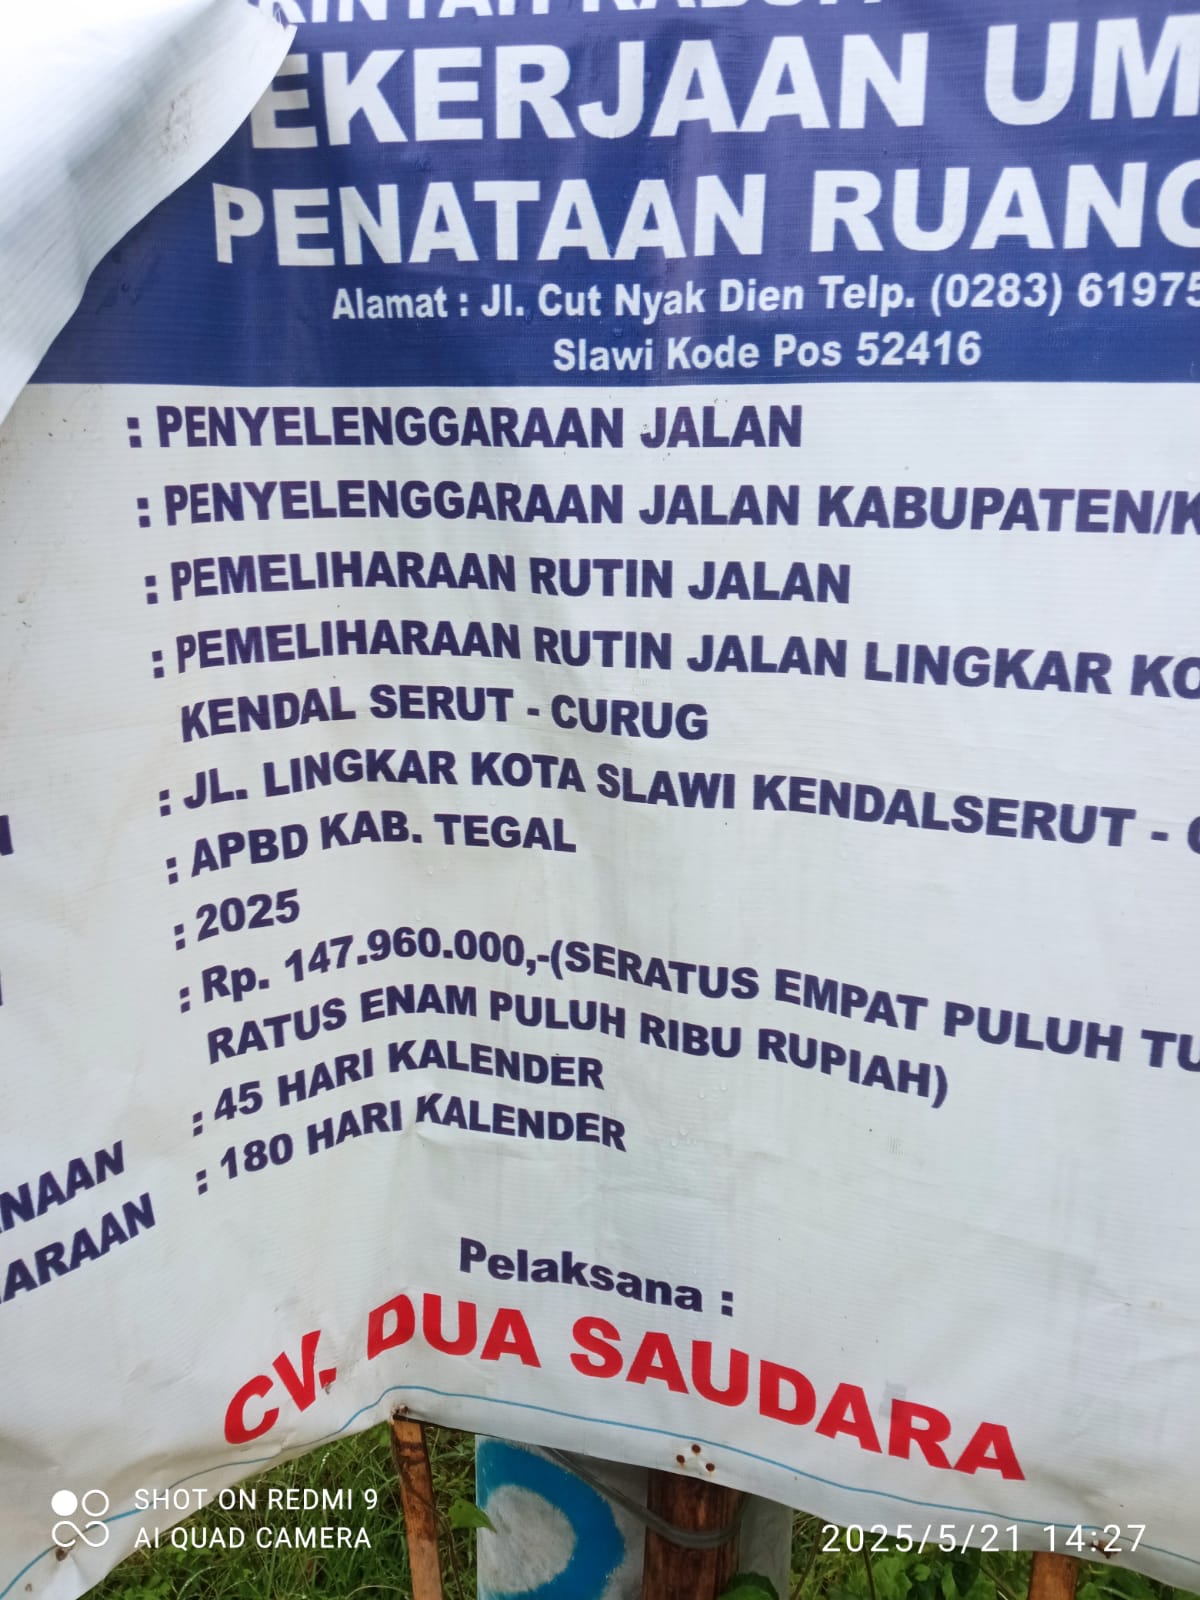 EKERJAAN UM
PENATAAN RUANG
Alamat : Jl. Cut Nyak Dien Telp. (0283) 61975
Slawi Kode Pos 52416
: PENYELENGGARAAN JALAN
: PENYELENGGARAAN JALAN KABUPATEN/K
: PEMELIHARAAN RUTIN JALAN
: PEMELIHARAAN RUTIN JALAN LINGKAR KO
KENDAL SERUT - CURUG
: JL. LINGKAR KOTA SLAWI KENDALSERUT - C
: APBD KAB. TEGAL
: 2025
: Rp. 147.960.000,-(SERATUS EMPAT PULUH TU
RATUS ENAM PULUH RIBU RUPIAH)
: 45 HARI KALENDER
NAAN : 180 HARI KALENDER
ARAAN
Pelaksana :
CV. DUA SAUDARA
SHOT ON REDMI 9
AI QUAD CAMERA
2025/5/21 14:27